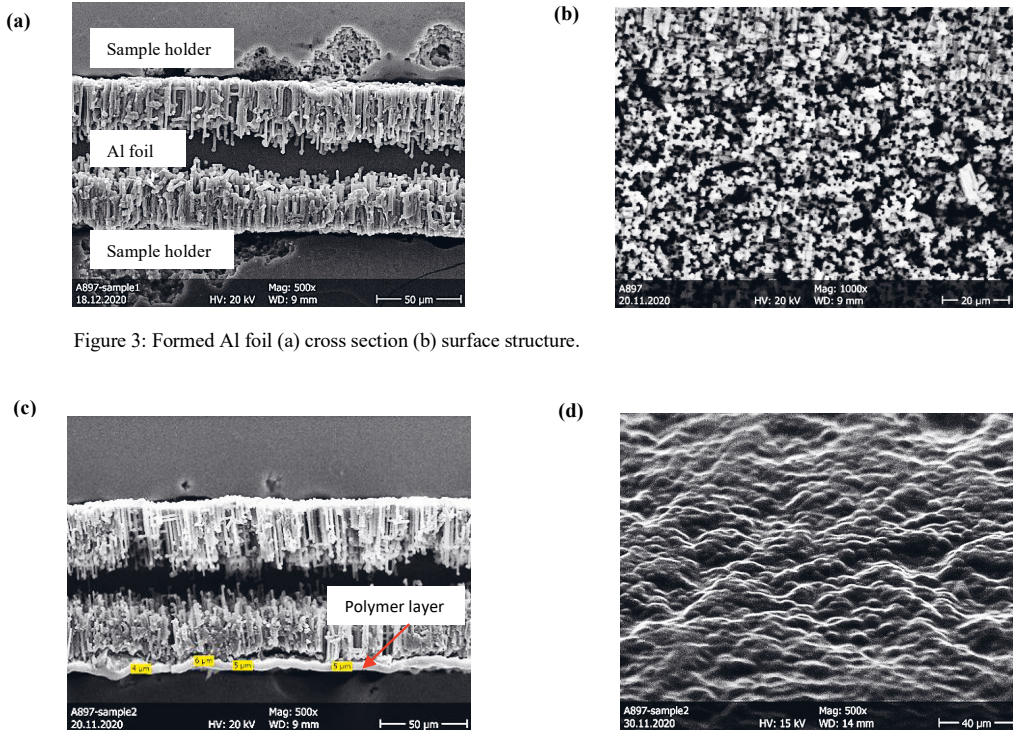 (a)
Sample holder
Al foil
Sample holder
A897-sample1
18.12.2020
HV: 20 kV
Mag: 500x
WD: 9 mm
50 µm
(b)
A897
20.11.2020
HV: 20 kV
Mag: 1000x
WD: 9 mm
20 µm
Figure 3: Formed Al foil (a) cross section (b) surface structure.
(c)
Polymer layer
4 µm
6 µm
5 µm
5 µm
A897-sample2
20.11.2020
HV: 20 kV
Mag: 500x
WD: 9 mm
50 µm
(d)
A897-sample2
30.11.2020
HV: 15 kV
Mag: 500x
WD: 14 mm
40 µm